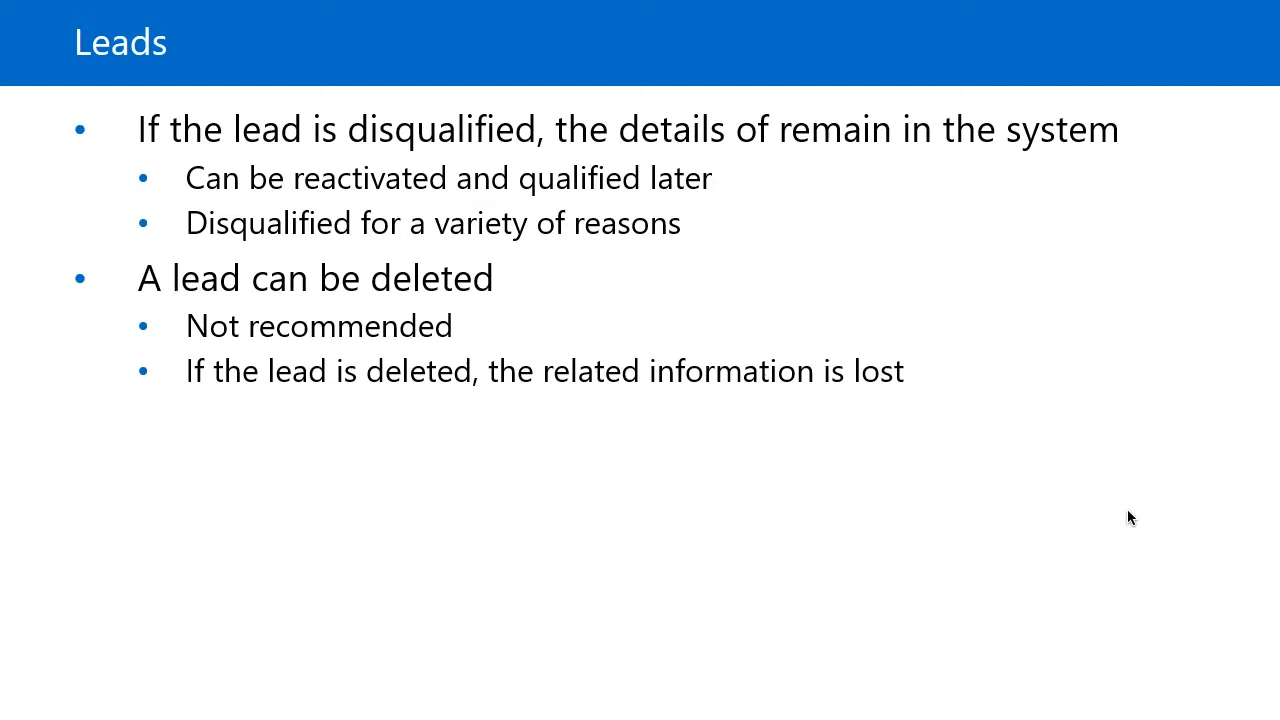 Leads
• If the lead is disqualified, the details of remain in the system
• Can be reactivated and qualified later
• Disqualified for a variety of reasons
• A lead can be deleted
• Not recommended
• If the lead is deleted, the related information is lost